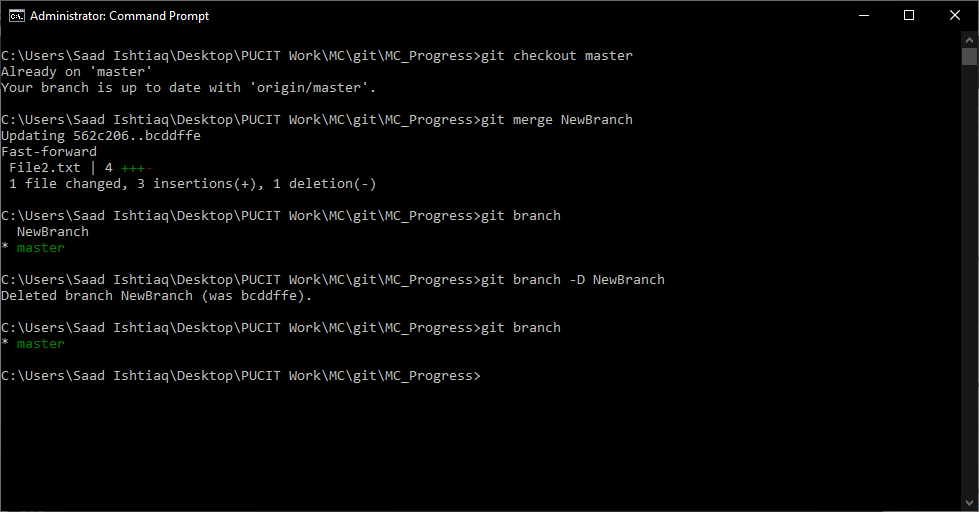 Administrator: Command Prompt
C:\Users\Saad Ishtiaq\Desktop\PUCIT Work\MC\git\MC_Progress>git checkout master
Already on 'master'
Your branch is up to date with 'origin/master'.
C:\Users\Saad Ishtiaq\Desktop\PUCIT Work\MC\git\MC_Progress>git merge NewBranch
Updating 562c206..bcddffe
Fast-forward
 File2.txt | 4 +++-
 1 file changed, 3 insertions(+), 1 deletion(-)
C:\Users\Saad Ishtiaq\Desktop\PUCIT Work\MC\git\MC_Progress>git branch
  NewBranch
* master
C:\Users\Saad Ishtiaq\Desktop\PUCIT Work\MC\git\MC_Progress>git branch -D NewBranch
Deleted branch NewBranch (was bcddffe).
C:\Users\Saad Ishtiaq\Desktop\PUCIT Work\MC\git\MC_Progress>git branch
* master
C:\Users\Saad Ishtiaq\Desktop\PUCIT Work\MC\git\MC_Progress>